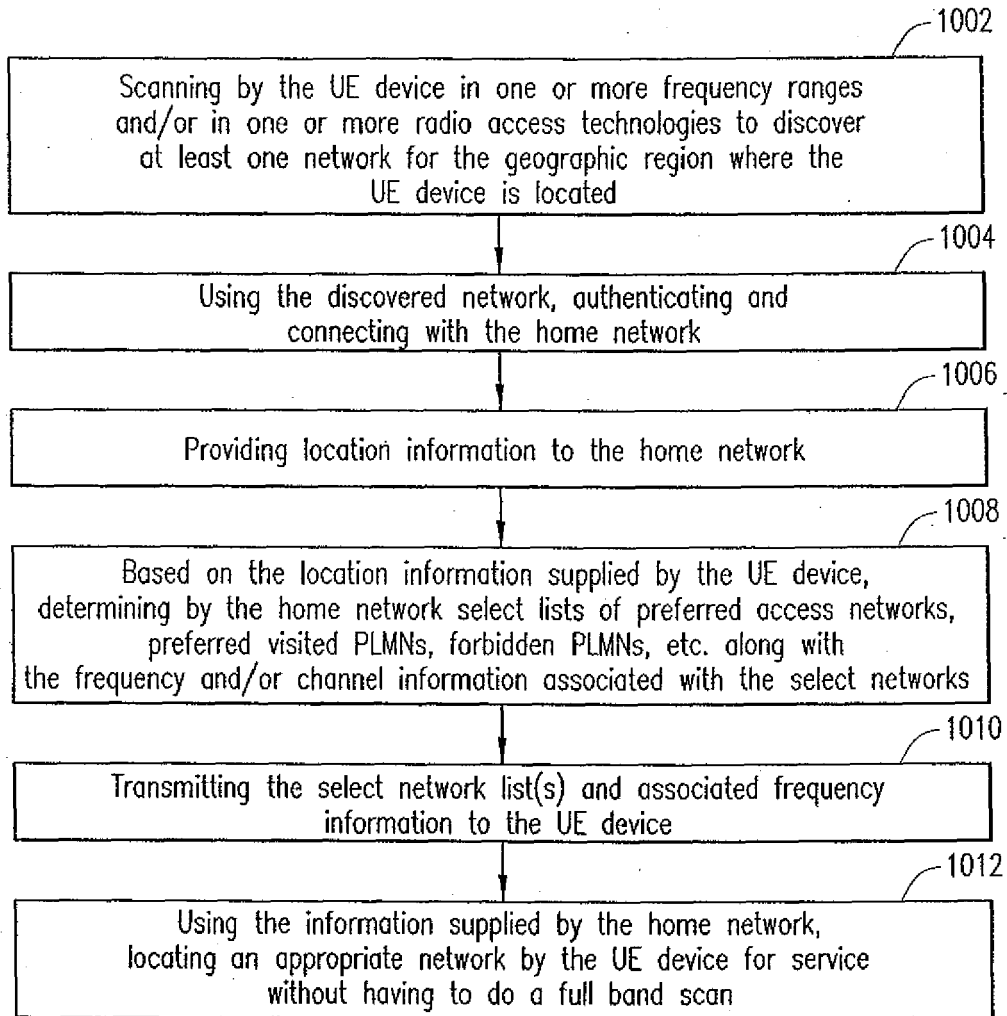 1002
Scanning by the UE device in one or more frequency ranges
and/or in one or more radio access technologies to discover
at least one network for the geographic region where the
UE device is located
1004
Using the discovered network, authenticating and
connecting with the home network
1006
Providing location information to the home network
1008
Based on the location information supplied by the UE device,
determining by the home network select lists of preferred access networks,
preferred visited PLMNs, forbidden PLMNs, etc. along with
the frequency and/or channel information associated with the select networks
1010
Transmitting the select network list(s) and associated frequency
information to the UE device
1012
Using the information supplied by the home network,
locating an appropriate network by the UE device for service
without having to do a full band scan